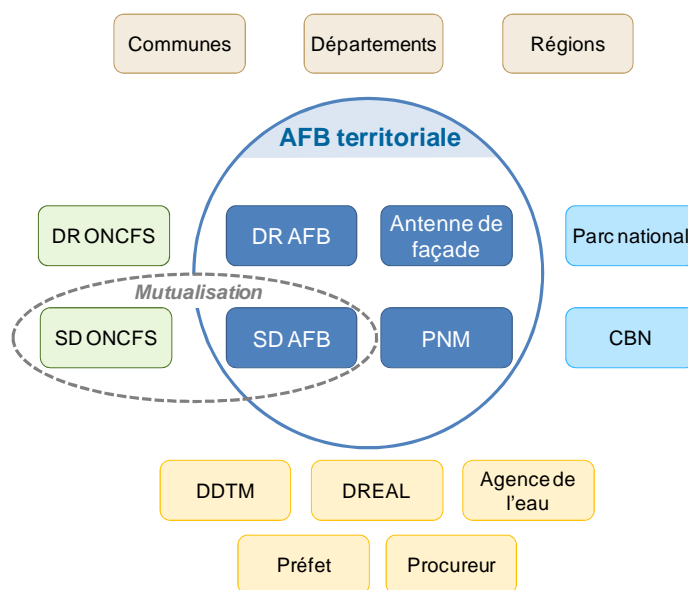 Communes
Départements
Régions
AFB territoriale
DR ONCFS
DR AFB
Antenne de
façade
Parc national
Mutualisation
SD ONCFS
SD AFB
PNM
CBN
DDTM
DREAL
Agence de
l'eau
Préfet
Procureur